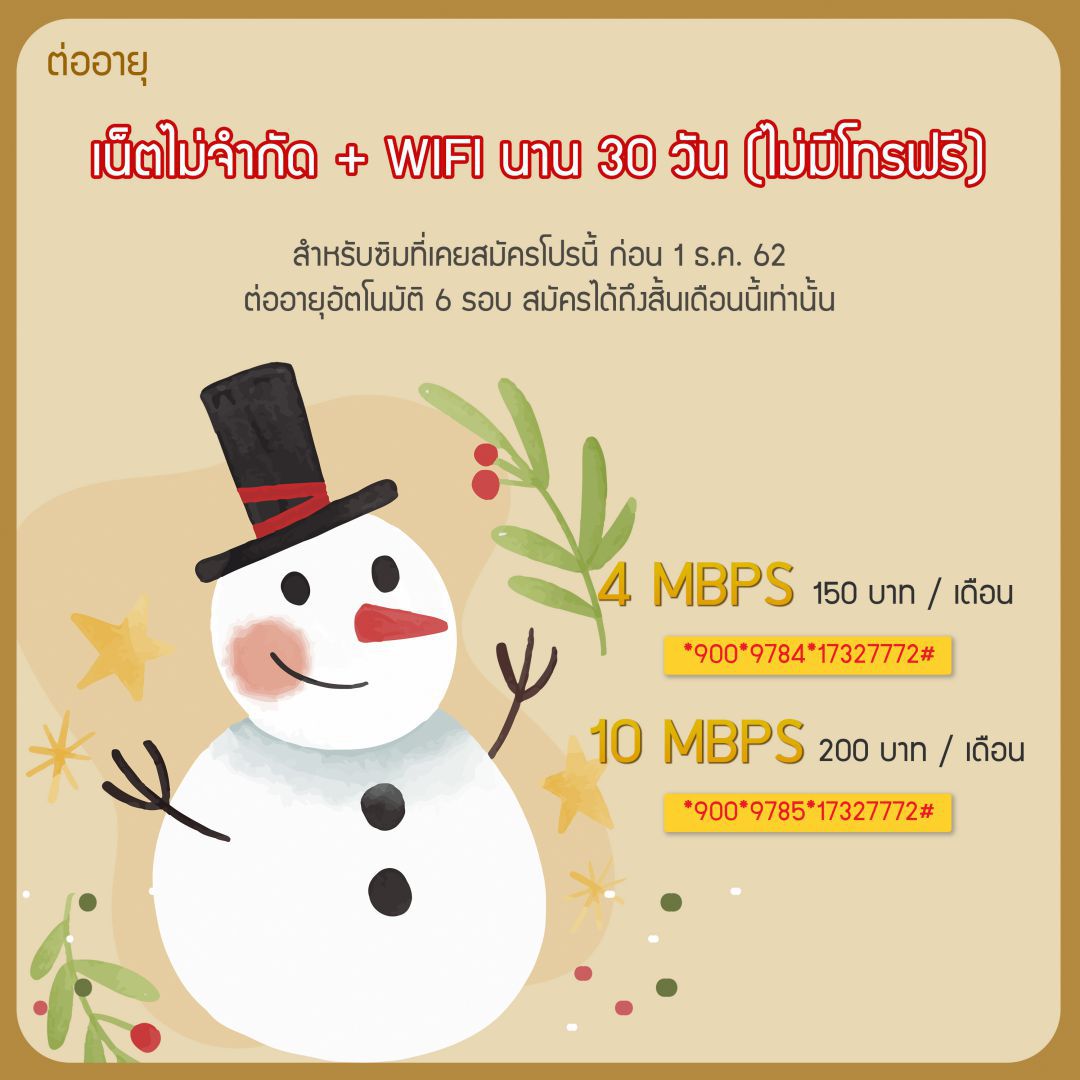 ต่ออายุ
เน็ตไม่จำกัด + WIFI นาน 30 วัน (ไม่มีโทรฟรี)
สำหรับซิมที่เคยสมัครโปรนี้ ก่อน 1 ธ.ค. 62
ต่ออายุอัตโนมัติ 6 รอบ สมัครได้ถึงสิ้นเดือนนี้เท่านั้น
4 MBPS 150 บาท / เดือน
*900*9784*17327772#
10 MBPS 200 บาท / เดือน
*900*9785*17327772#